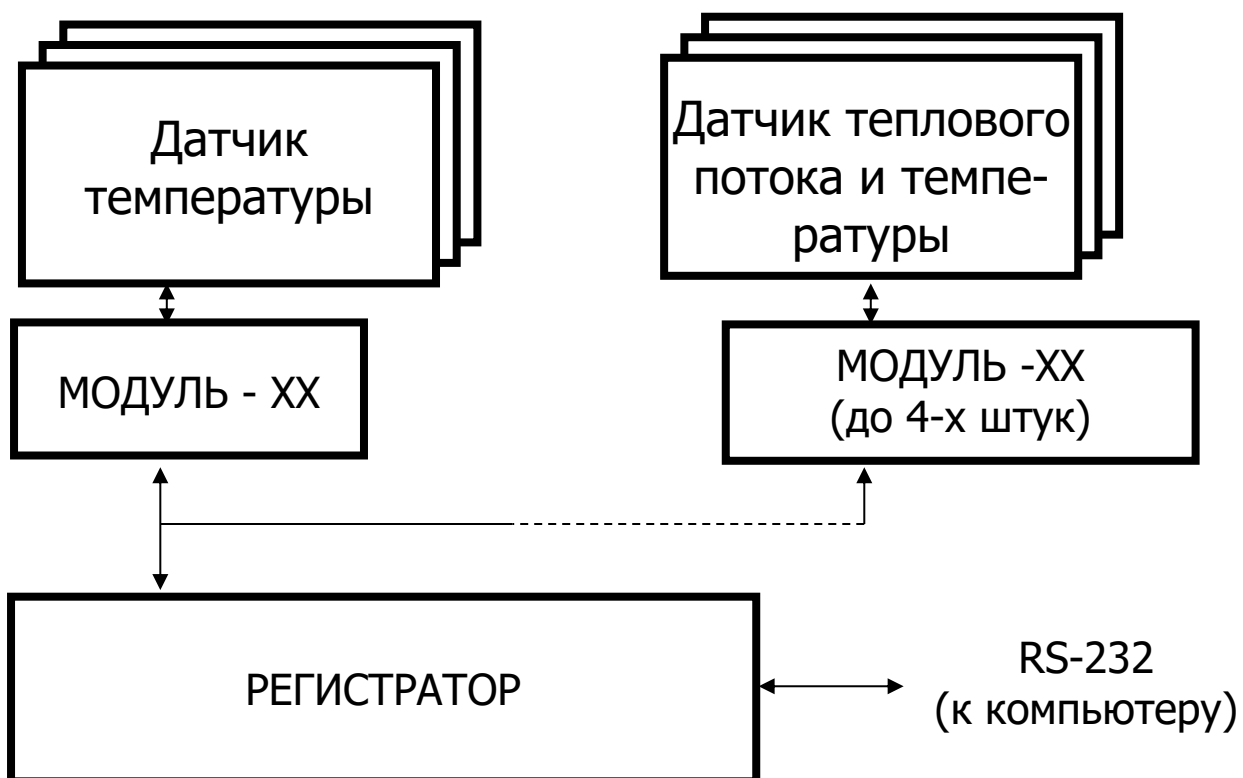 Датчик
температуры
Датчик теплового
потока и темпе-
ратуры
МОДУЛЬ - ХХ
МОДУЛЬ -ХХ
(до 4-х штук)
РЕГИСТРАТОР
RS-232
(к компьютеру)